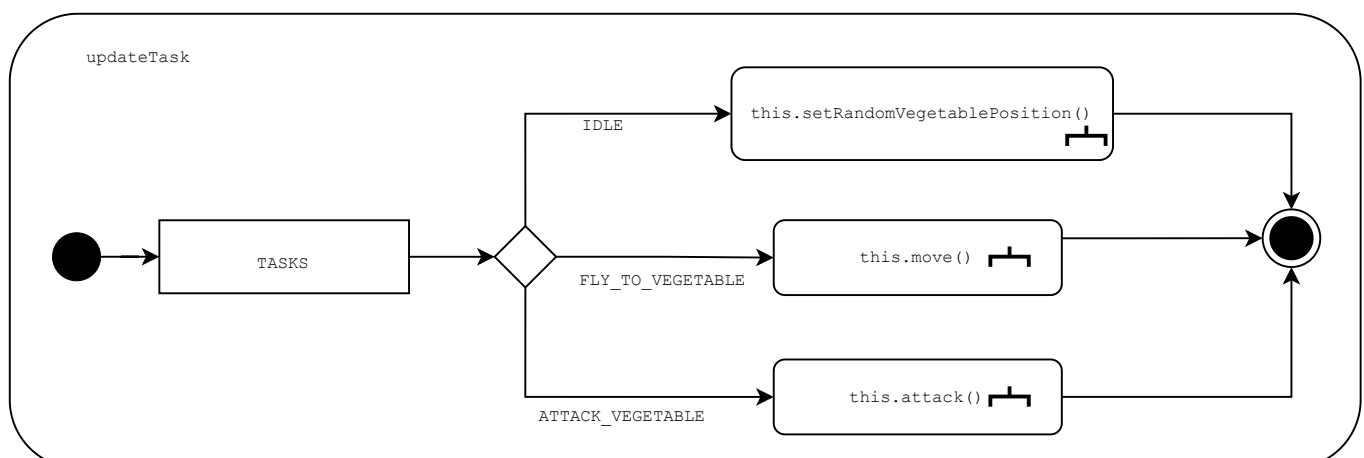 updateTask
this.setRandomVegetablePosition()
IDLE
TASKS
this.move()
FLY_TO_VEGETABLE
this.attack()
ATTACK_VEGETABLE